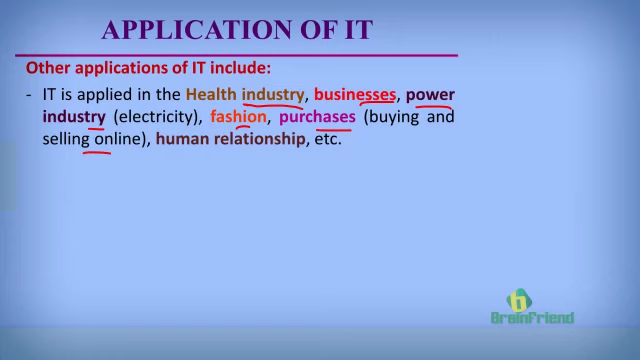 APPLICATION OF IT
Other applications of IT include:
- IT is applied in the Health industry, businesses, power
industry (electricity), fashion, purchases (buying and
selling online), human relationship, etc.
b
BrainFriend